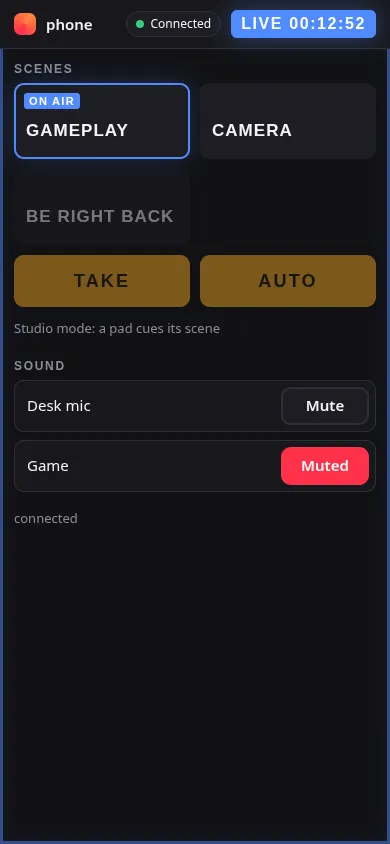 phone
Connected
LIVE 00:12:52
SCENES
ON AIR
GAMEPLAY
CAMERA
BE RIGHT BACK
TAKE
AUTO
Studio mode: a pad cues its scene
SOUND
Desk mic
Mute
Game
Muted
connected